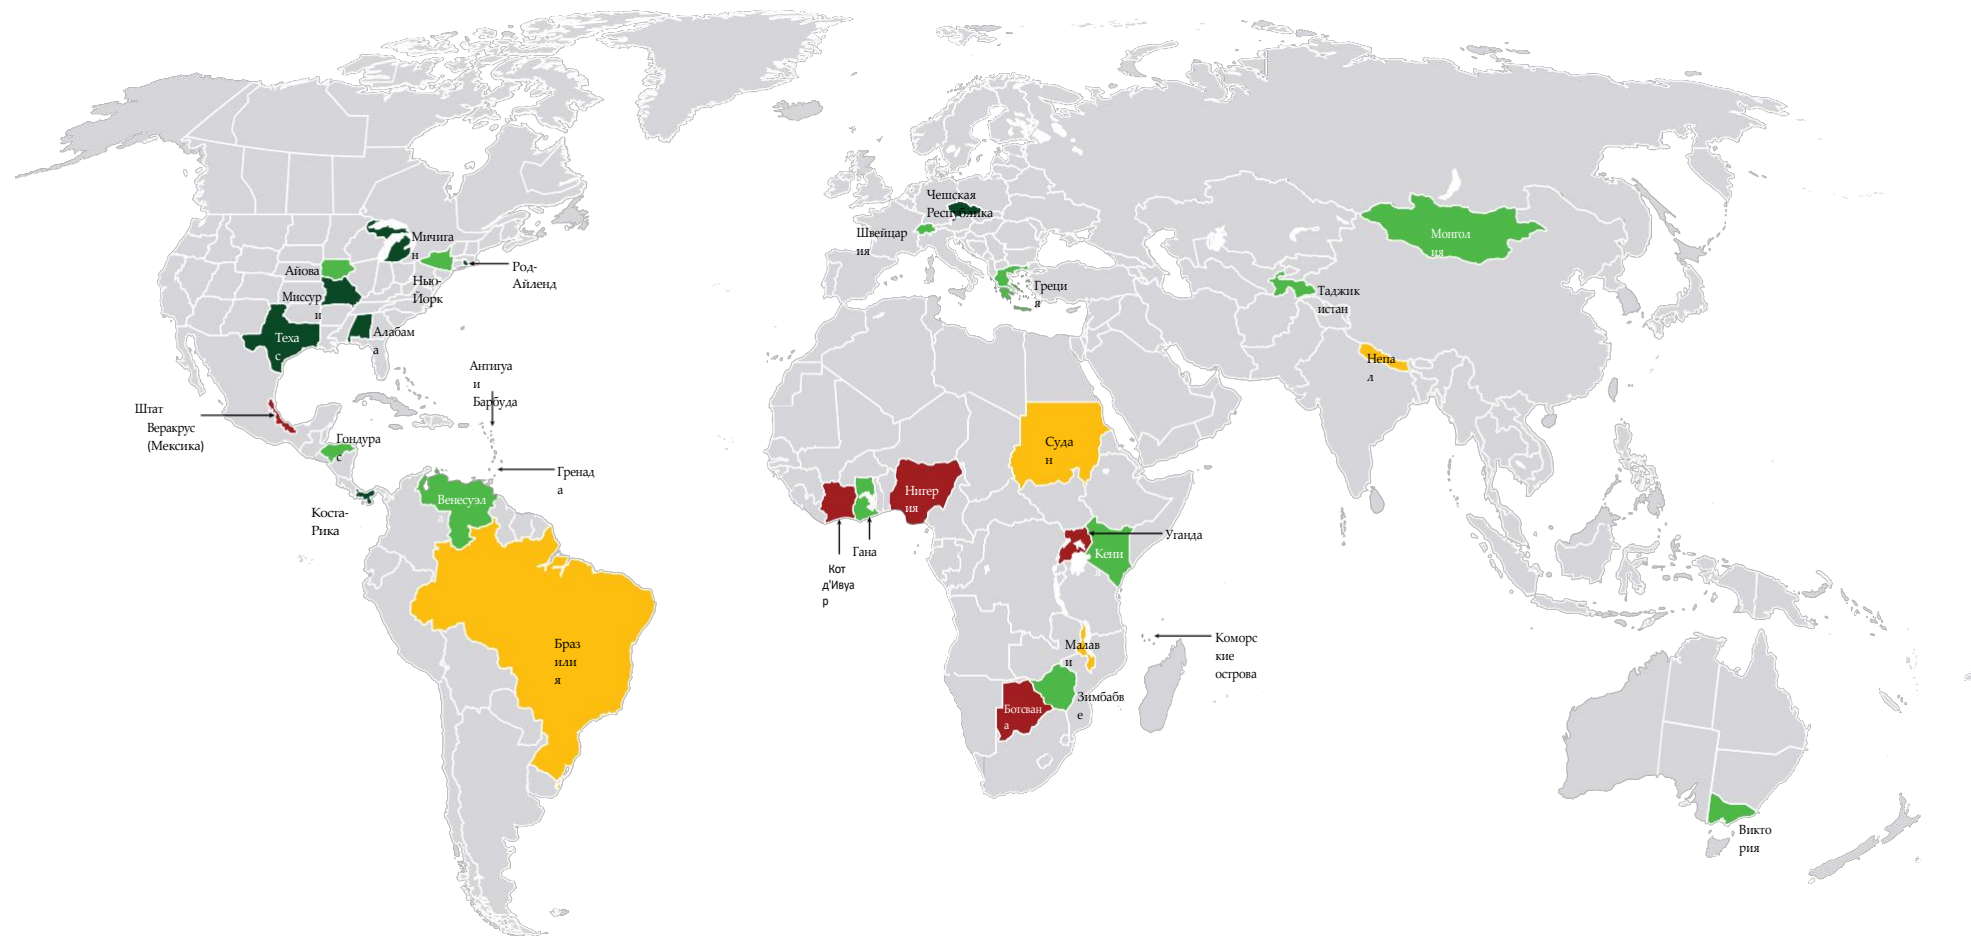 Чешская
Республика
Швейцар
ия
Монгол
ия
Мичига
н
Айова
Род-
Айленд
Нью-
Йорк
Миссур
и
Греци
я
Таджик
истан
Теха
с
Алабам
а
Непа
л
Антигуа
и
Барбуда
Штат
Веракрус
(Мексика)
Гондура
с
Суда
н
Гренад
а
Венесуэл
а
Нигер
ия
Коста-
Рика
Уганда
Гана
Кени
Кот
д'Ивуа
р
Браз
или
я
Малав
и
Коморс
кие
острова
Зимбабв
е
Ботсван
а
Викто
рия